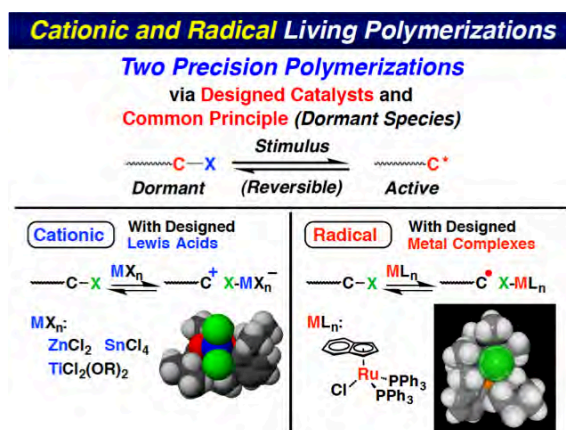 Cationic and Radical Living Polymerizations
Two Precision Polymerizations
via Designed Catalysts and
Common Principle (Dormant Species)
Stimulus
C—X
C*
Dormant
(Reversible)
Active
Cationic
With Designed
Lewis Acids
MXₙ
C–X
C⁺ X-MXₙ⁻
MXₙ:
ZnCl₂ SnCl₄
TiCl₂(OR)₂
Radical
With Designed
Metal Complexes
MLₙ
C–X
C• X-MLₙ
MLₙ:
Ru
Cl
PPh₃
PPh₃